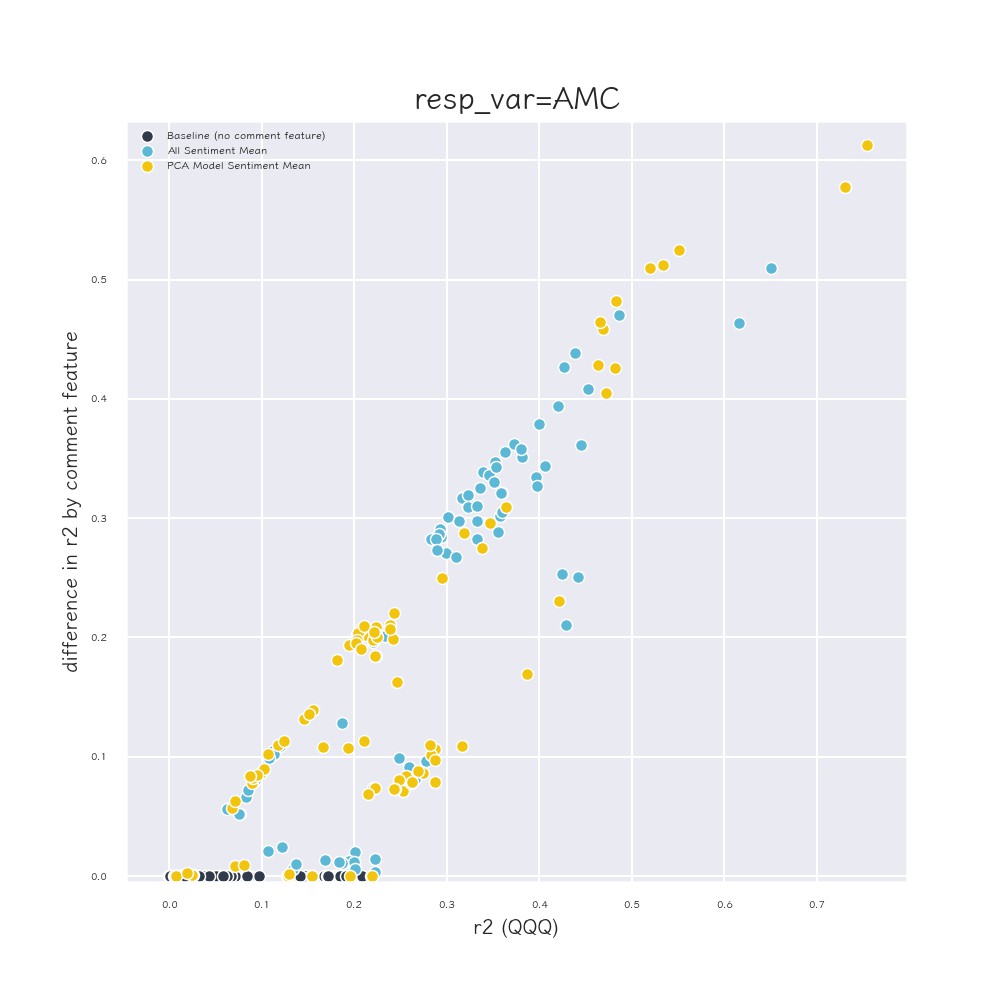 resp_var=AMC
Baseline (no comment feature)
All Sentiment Mean
PCA Model Sentiment Mean
difference in r2 by comment feature
0.6
0.5
0.4
0.3
0.2
0.1
0.0
0.0 0.1 0.2 0.3 0.4 0.5 0.6 0.7
r2 (QQQ)